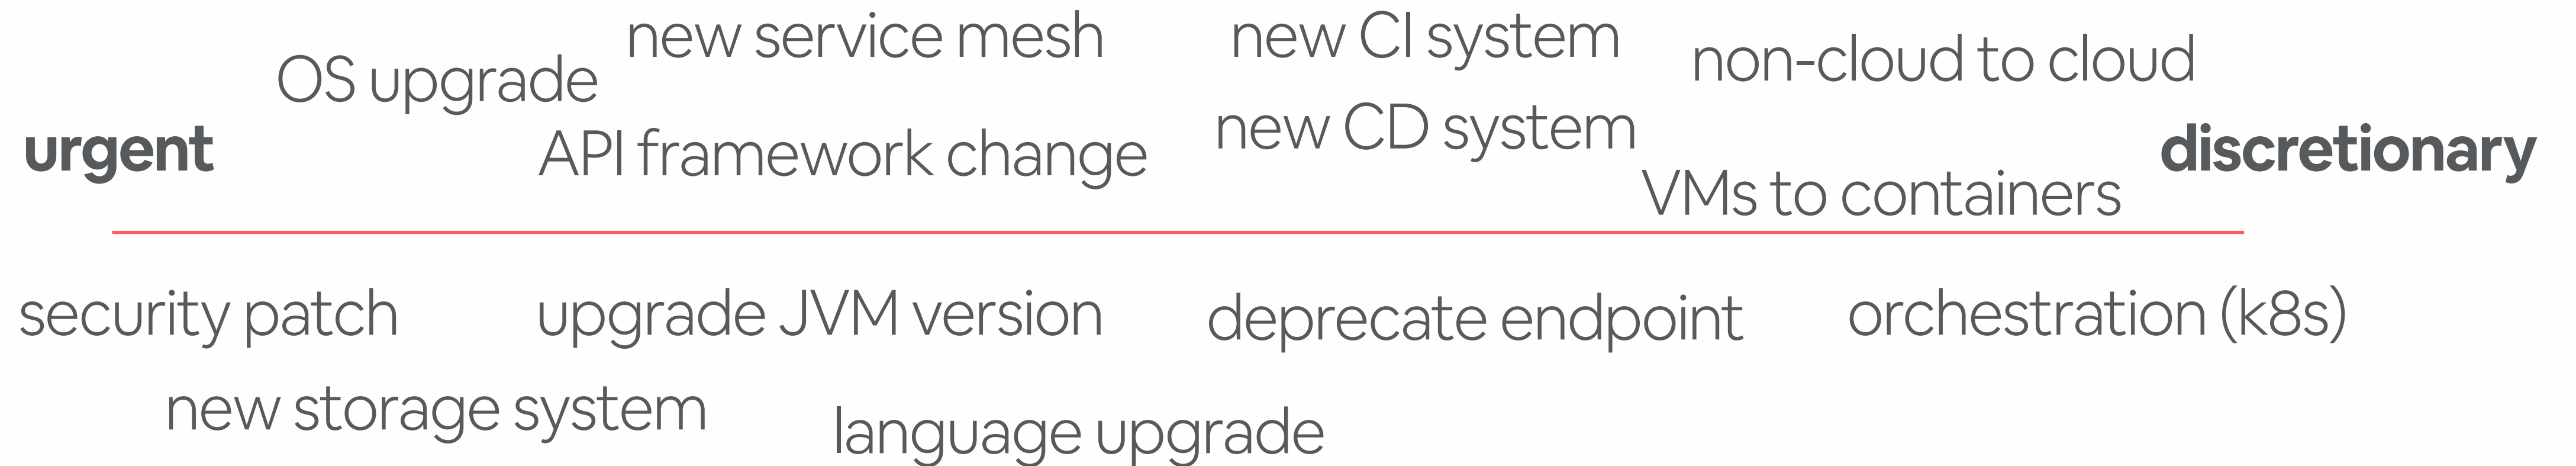 new service mesh
new CI system
non-cloud to cloud
OS upgrade
new CD system
urgent
API framework change
discretionary
VMs to containers
security patch
upgrade JVM version
deprecate endpoint
orchestration (k8s)
new storage system
language upgrade